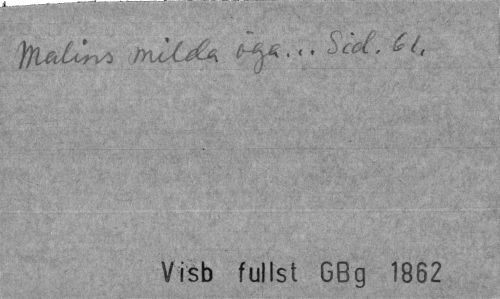 Malins milda öga... Sid. 61.
Visb fullst GBg 1862